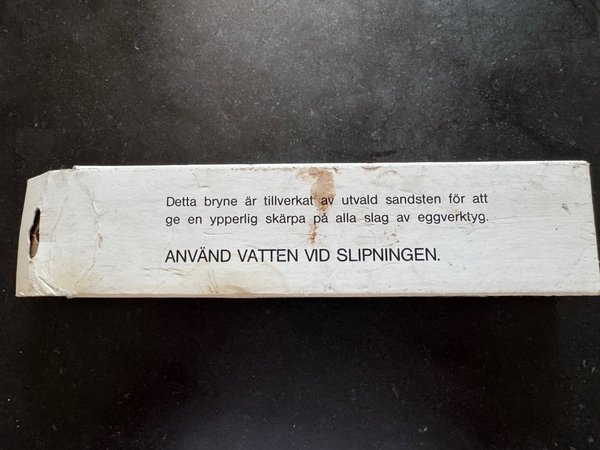 Detta bryne är tillverkat av utvald sandsten för att
ge en ypperlig skärpa på alla slag av eggverktyg.
ANVÄND VATTEN VID SLIPNINGEN.